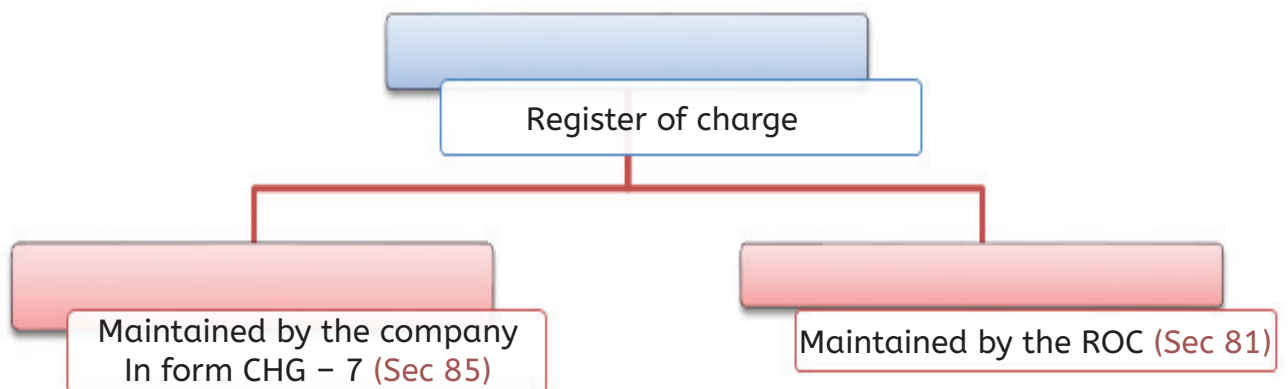 Register of charge
Maintained by the company
In form CHG – 7 (Sec 85)
Maintained by the ROC (Sec 81)